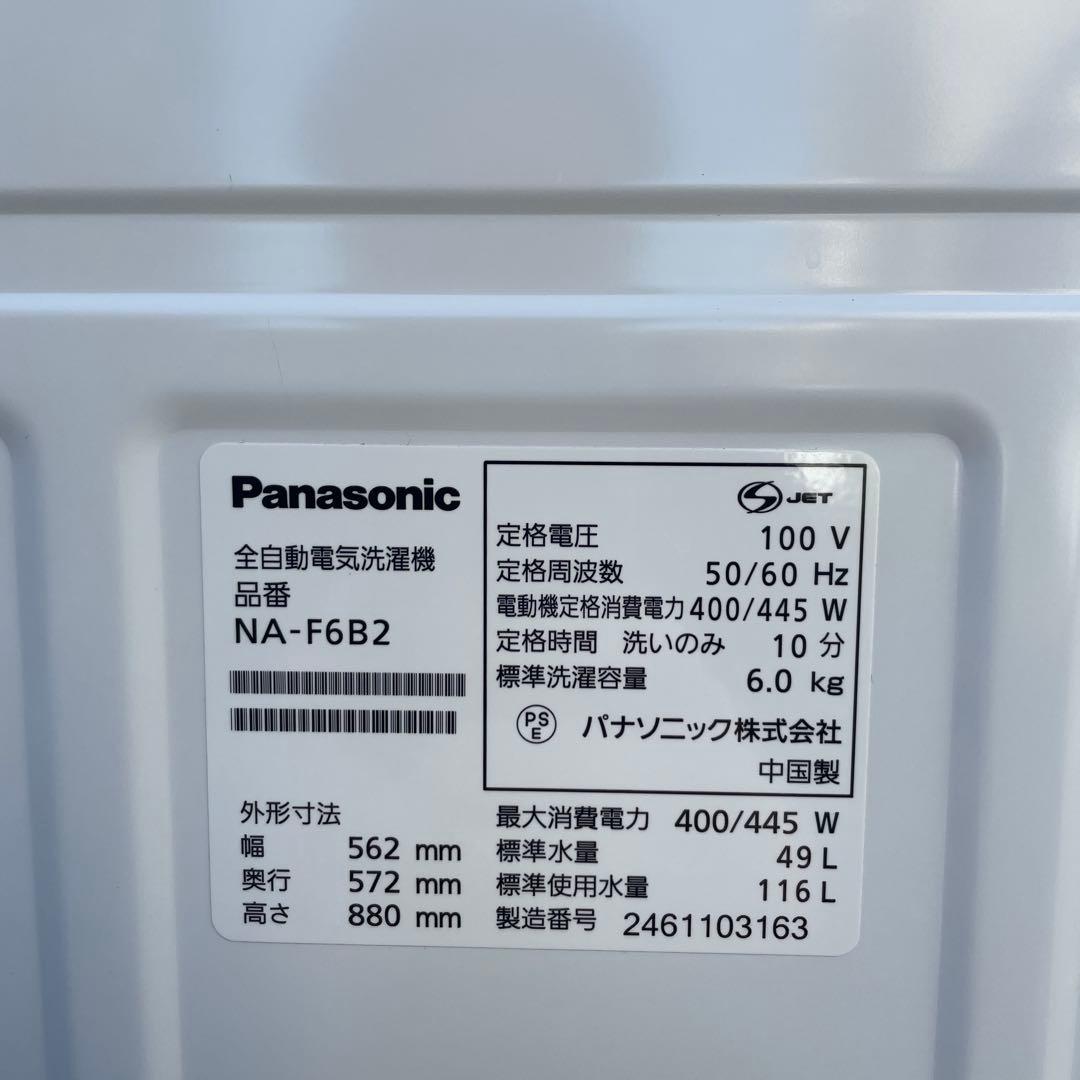 Panasonic
全自動電気洗濯機
品番
NA-F6B2
JET
定格電圧 100 V
定格周波数 50/60 Hz
電動機定格消費電力 400/445 W
定格時間 洗いのみ 10 分
標準洗濯容量 6.0 kg
PSE パナソニック株式会社
中国製
外形寸法
幅 562 mm
奥行 572 mm
高さ 880 mm
最大消費電力 400/445 W
標準水量 49 L
標準使用水量 116 L
製造番号 2461103163